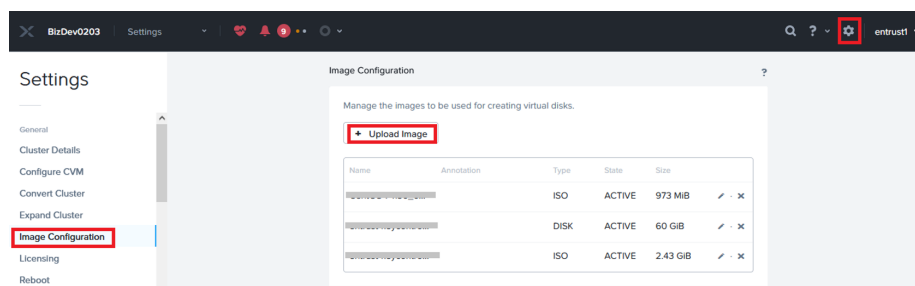 BizDev0203 Settings 9 ? entrust1
Settings
General
Cluster Details
Configure CVM
Convert Cluster
Expand Cluster
Image Configuration
Licensing
Reboot
Image Configuration ?
Manage the images to be used for creating virtual disks.
+ Upload Image
Name Annotation Type State Size
ISO ACTIVE 973 MiB
DISK ACTIVE 60 GiB
ISO ACTIVE 2.43 GiB